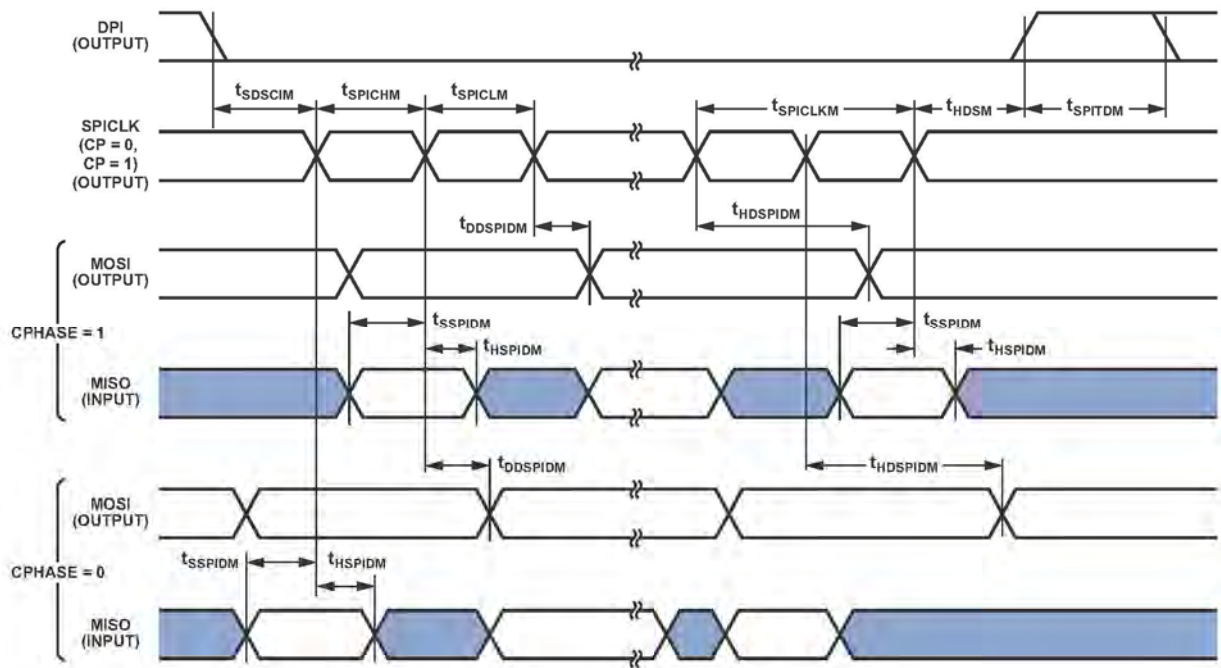 DPI
(OUTPUT)
tSDSCIM
tSPICHM
tSPICLM
tSPICLKM
tHDSM
tSPITDM
SPICLK
(CP = 0,
CP = 1)
(OUTPUT)
tDDSPIDM
tHDSPIDM
MOSI
(OUTPUT)
CPHASE = 1
tSSPIDM
tSSPIDM
tHSPIDM
tHSPIDM
MISO
(INPUT)
tDDSPIDM
tHDSPIDM
MOSI
(OUTPUT)
tSSPIDM
tHSPIDM
CPHASE = 0
MISO
(INPUT)